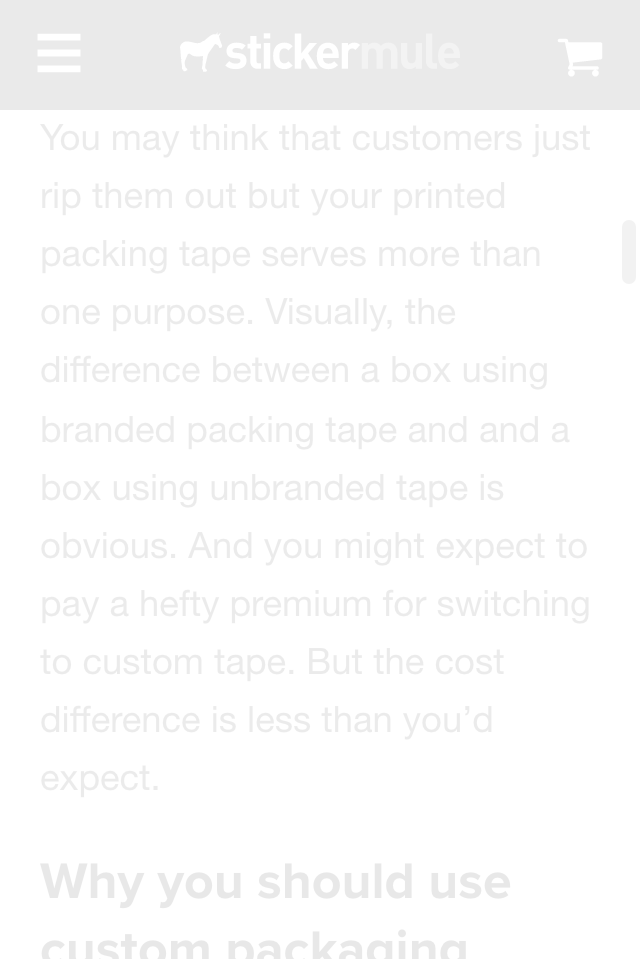 stickermule
You may think that customers just
rip them out but your printed
packing tape serves more than
one purpose. Visually, the
difference between a box using
branded packing tape and and a
box using unbranded tape is
obvious. And you might expect to
pay a hefty premium for switching
to custom tape. But the cost
difference is less than you’d
expect.
Why you should use
custom packaging